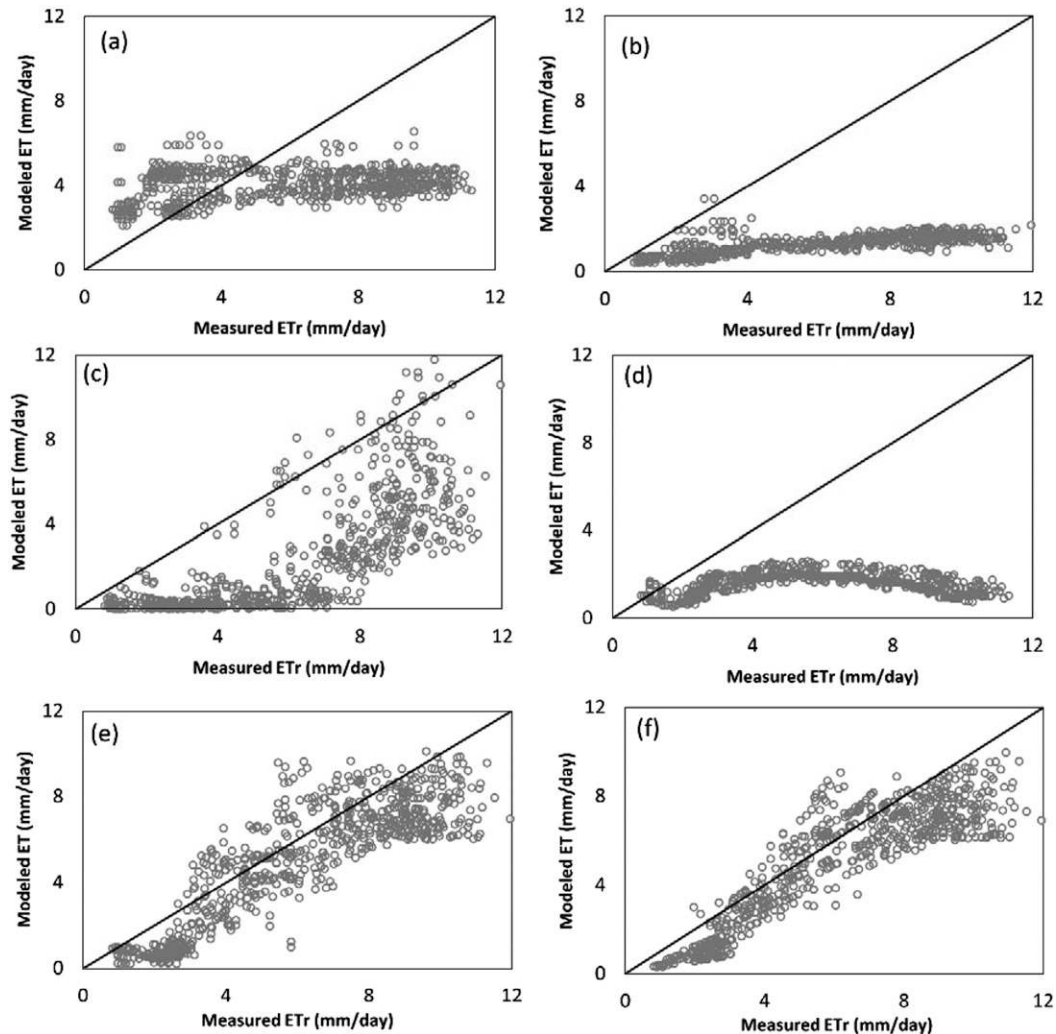 (a)
Modeled ET (mm/day)
12
8
4
0
0 4 8 12
Measured ETr (mm/day)
(b)
Modeled ET (mm/day)
12
8
4
0
0 4 8 12
Measured ETr (mm/day)
(c)
Modeled ET (mm/day)
12
8
4
0
0 4 8 12
Measured ETr (mm/day)
(d)
Modeled ET (mm/day)
12
8
4
0
0 4 8 12
Measured ETr (mm/day)
(e)
Modeled ET (mm/day)
12
8
4
0
0 4 8 12
Measured ETr (mm/day)
(f)
Modeled ET (mm/day)
12
8
4
0
0 4 8 12
Measured ETr (mm/day)